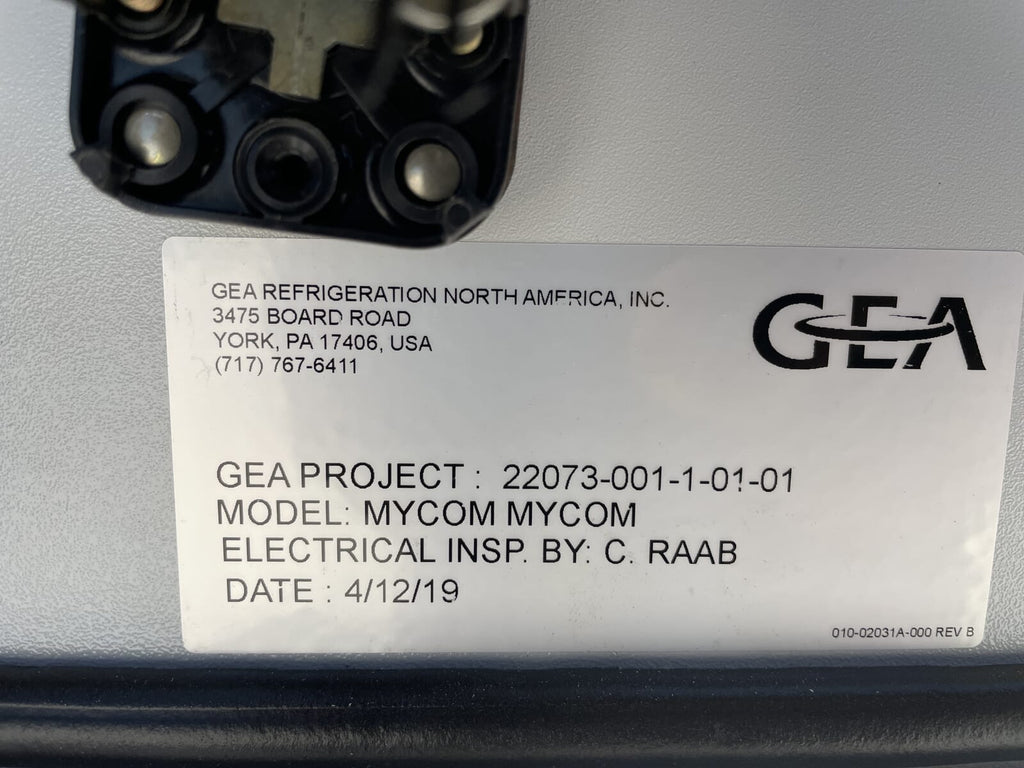 GEA REFRIGERATION NORTH AMERICA, INC.
3475 BOARD ROAD
YORK, PA 17406, USA
(717) 767-6411
GEA
GEA PROJECT : 22073-001-1-01-01
MODEL: MYCOM MYCOM
ELECTRICAL INSP. BY: C. RAAB
DATE : 4/12/19
010-02031A-000 REV B